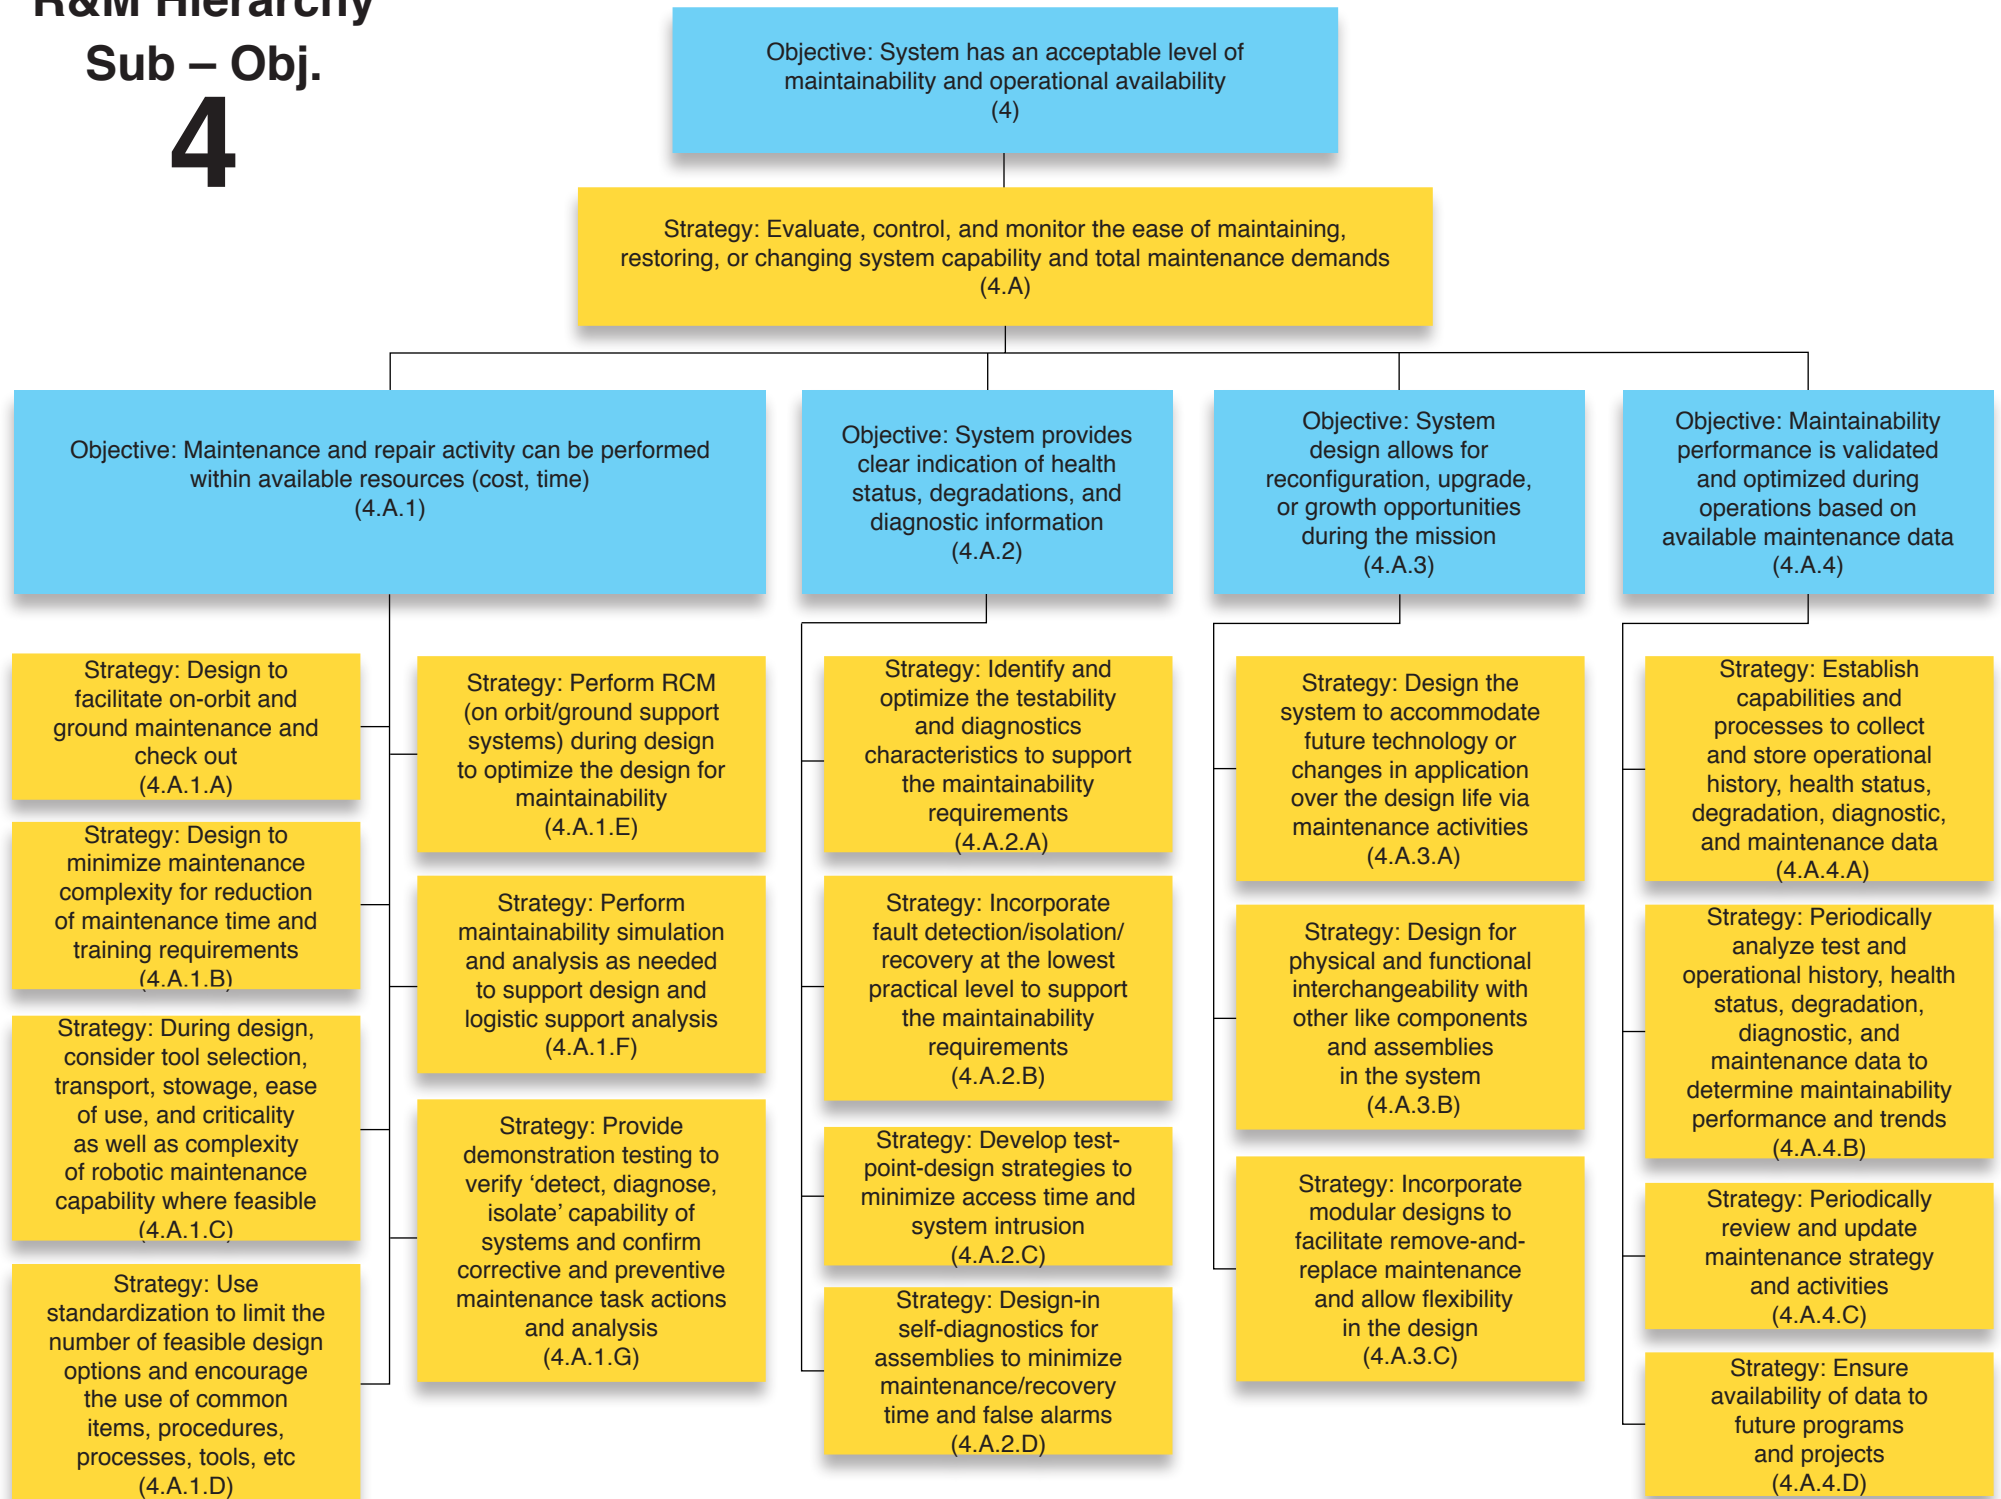 R&M Hierarchy
Sub – Obj.
4
Objective: System has an acceptable level of
maintainability and operational availability
(4)
Strategy: Evaluate, control, and monitor the ease of maintaining,
restoring, or changing system capability and total maintenance demands
(4.A)
Objective: Maintenance and repair activity can be performed
within available resources (cost, time)
(4.A.1)
Objective: System provides
clear indication of health
status, degradations, and
diagnostic information
(4.A.2)
Objective: System
design allows for
reconfiguration, upgrade,
or growth opportunities
during the mission
(4.A.3)
Objective: Maintainability
performance is validated
and optimized during
operations based on
available maintenance data
(4.A.4)
Strategy: Design to
facilitate on-orbit and
ground maintenance and
check out
(4.A.1.A)
Strategy: Design to
minimize maintenance
complexity for reduction
of maintenance time and
training requirements
(4.A.1.B)
Strategy: During design,
consider tool selection,
transport, stowage, ease
of use, and criticality
as well as complexity
of robotic maintenance
capability where feasible
(4.A.1.C)
Strategy: Use
standardization to limit the
number of feasible design
options and encourage
the use of common
items, procedures,
processes, tools, etc
(4.A.1.D)
Strategy: Perform RCM
(on orbit/ground support
systems) during design
to optimize the design for
maintainability
(4.A.1.E)
Strategy: Perform
maintainability simulation
and analysis as needed
to support design and
logistic support analysis
(4.A.1.F)
Strategy: Provide
demonstration testing to
verify ‘detect, diagnose,
isolate’ capability of
systems and confirm
corrective and preventive
maintenance task actions
and analysis
(4.A.1.G)
Strategy: Identify and
optimize the testability
and diagnostics
characteristics to support
the maintainability
requirements
(4.A.2.A)
Strategy: Incorporate
fault detection/isolation/
recovery at the lowest
practical level to support
the maintainability
requirements
(4.A.2.B)
Strategy: Develop test-
point-design strategies to
minimize access time and
system intrusion
(4.A.2.C)
Strategy: Design-in
self-diagnostics for
assemblies to minimize
maintenance/recovery
time and false alarms
(4.A.2.D)
Strategy: Design the
system to accommodate
future technology or
changes in application
over the design life via
maintenance activities
(4.A.3.A)
Strategy: Design for
physical and functional
interchangeability with
other like components
and assemblies
in the system
(4.A.3.B)
Strategy: Incorporate
modular designs to
facilitate remove-and-
replace maintenance
and allow flexibility
in the design
(4.A.3.C)
Strategy: Establish
capabilities and
processes to collect
and store operational
history, health status,
degradation, diagnostic,
and maintenance data
(4.A.4.A)
Strategy: Periodically
analyze test and
operational history, health
status, degradation,
diagnostic, and
maintenance data to
determine maintainability
performance and trends
(4.A.4.B)
Strategy: Periodically
review and update
maintenance strategy
and activities
(4.A.4.C)
Strategy: Ensure
availability of data to
future programs
and projects
(4.A.4.D)